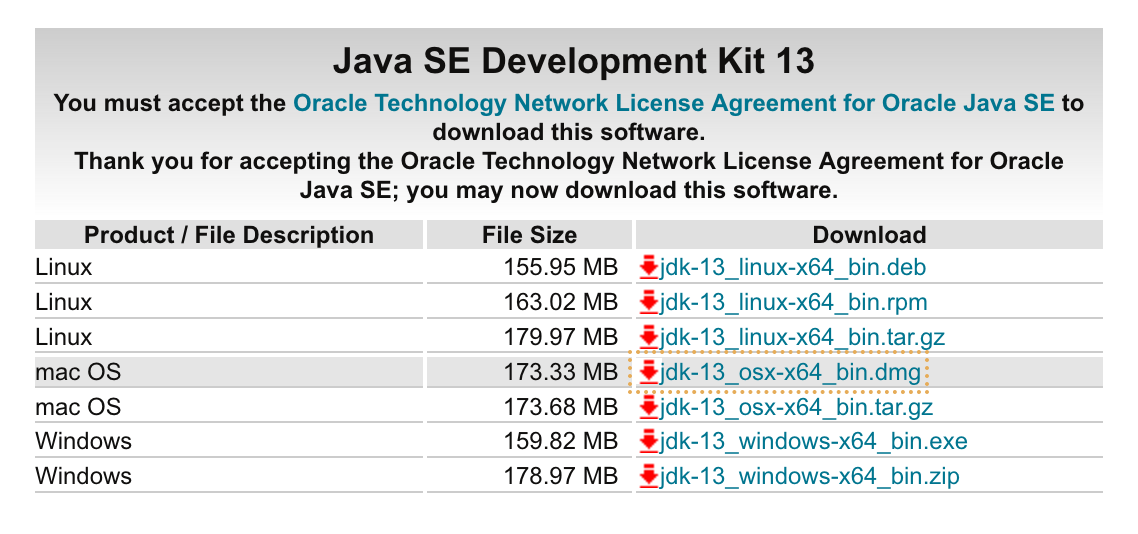 Java SE Development Kit 13
You must accept the Oracle Technology Network License Agreement for Oracle Java SE to
download this software.
Thank you for accepting the Oracle Technology Network License Agreement for Oracle
Java SE; you may now download this software.
Product / File Description File Size Download
Linux 155.95 MB jdk-13_linux-x64_bin.deb
Linux 163.02 MB jdk-13_linux-x64_bin.rpm
Linux 179.97 MB jdk-13_linux-x64_bin.tar.gz
mac OS 173.33 MB jdk-13_osx-x64_bin.dmg
mac OS 173.68 MB jdk-13_osx-x64_bin.tar.gz
Windows 159.82 MB jdk-13_windows-x64_bin.exe
Windows 178.97 MB jdk-13_windows-x64_bin.zip